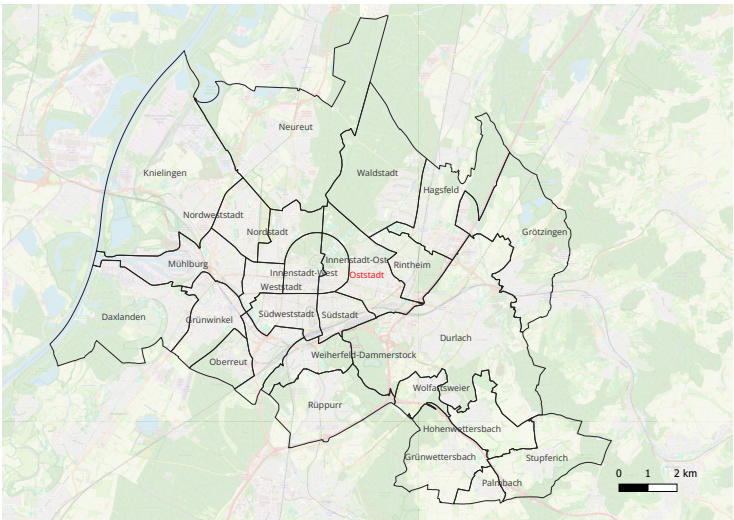 Neureut
Knielingen
Waldstadt
Hagsfeld
Nordweststadt
Nordstadt
Grötzingen
Mühlburg
Innenstadt-West
Innenstadt-Ost
Oststadt
Rintheim
Weststadt
Daxlanden
Grünwinkel
Südweststadt
Südstadt
Durlach
Oberreut
Weiherfeld-Dammerstock
Wolfartsweier
Rüppurr
Hohenwettersbach
Grünwettersbach
Stupferich
Palmbach
0 1 2 km